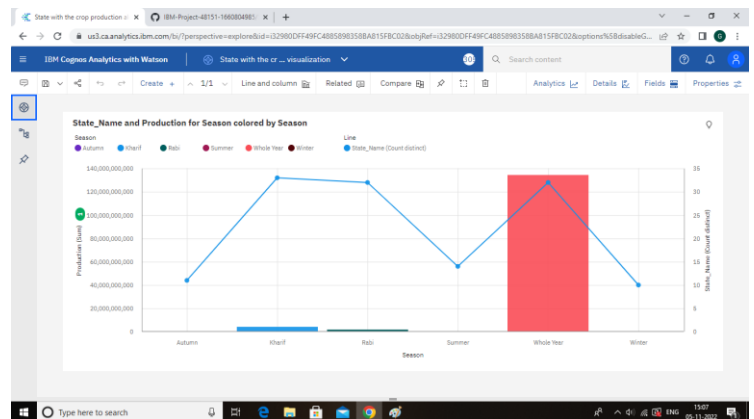 State with the crop production d
IBM-Project-48151-1660804985
us3.ca.analytics.ibm.com/bi/?perspective=explore&id=i32980DFF49FC4885898358BA815FBC02&objRef=i32980DFF49FC4885898358BA815FBC02&options%5BdisableG...
IBM Cognos Analytics with Watson
State with the cr ... visualization
Search content
Create +
1/1
Line and column
Related
Compare
Analytics
Details
Fields
Properties
State_Name and Production for Season colored by Season
Season
Line
Autumn
Kharif
Rabi
Summer
Whole Year
Winter
State_Name (Count distinct)
140,000,000,000
120,000,000,000
100,000,000,000
80,000,000,000
60,000,000,000
40,000,000,000
20,000,000,000
0
Production (Sum)
35
30
25
20
15
10
5
0
State_Name (Count distinct)
Autumn
Kharif
Rabi
Summer
Whole Year
Winter
Season
Type here to search
ENG
15:07
05-11-2022